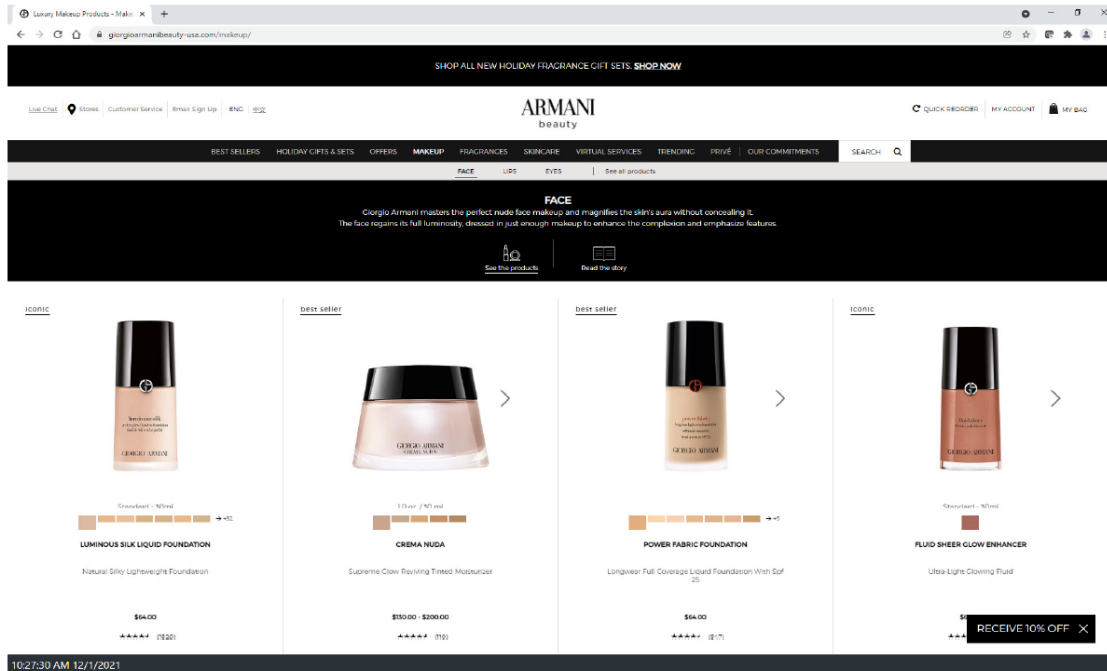 Luxury Makeup Products - Make
giorgioarmanibeauty-usa.com/makeup/
SHOP ALL NEW HOLIDAY FRAGRANCE GIFT SETS. SHOP NOW
Live Chat Stores Customer Service Email Sign Up ENG 中文
ARMANI
beauty
QUICK REORDER MY ACCOUNT MY BAG
BEST SELLERS HOLIDAY GIFTS & SETS OFFERS MAKEUP FRAGRANCES SKINCARE VIRTUAL SERVICES TRENDING PRIVÉ OUR COMMITMENTS SEARCH
FACE LIPS EYES See all products
FACE
Giorgio Armani masters the perfect nude face makeup and magnifies the skin's aura without concealing it.
The face regains its full luminosity, dressed in just enough makeup to enhance the complexion and emphasize features.
See the products Read the story
iconic best seller best seller iconic
GIORGIO ARMANI GIORGIO ARMANI GIORGIO ARMANI GIORGIO ARMANI
CREMA NUDA
Standard - 30ml 1.0 oz. / 50 ml Standard - 30ml
LUMINOUS SILK LIQUID FOUNDATION CREMA NUDA POWER FABRIC FOUNDATION FLUID SHEER GLOW ENHANCER
Natural Silky Lightweight Foundation Supreme Glow Reviving Tinted Moisturizer Longwear Full Coverage Liquid Foundation With Spf Ultra-Light Glowing Fluid
25
$64.00 $130.00 - $200.00 $64.00
RECEIVE 10% OFF
10:27:30 AM 12/1/2021